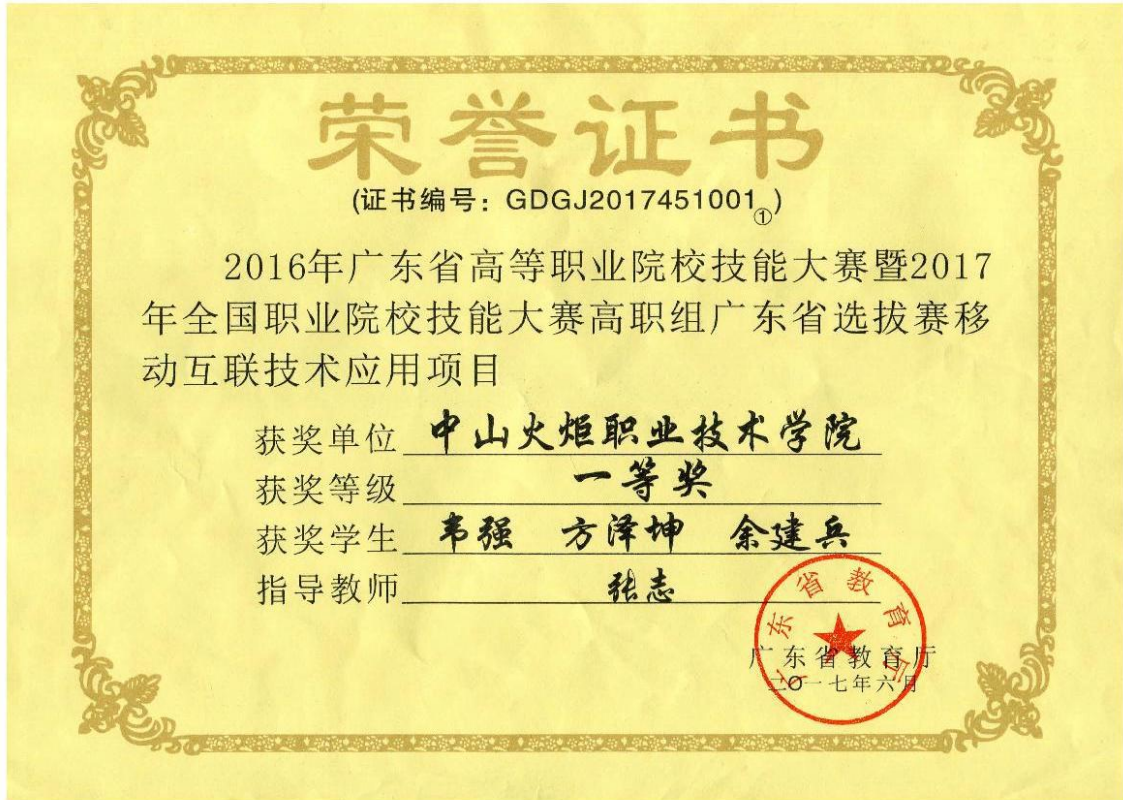 荣誉证书
(证书编号：GDGJ2017451001①)
2016年广东省高等职业院校技能大赛暨2017
年全国职业院校技能大赛高职组广东省选拔赛移
动互联技术应用项目
获奖单位 中山火炬职业技术学院
获奖等级 一等奖
获奖学生 韦强 方泽坤 余建兵
指导教师 张志
广东省教育厅
广东省教育厅
二〇一七年六月